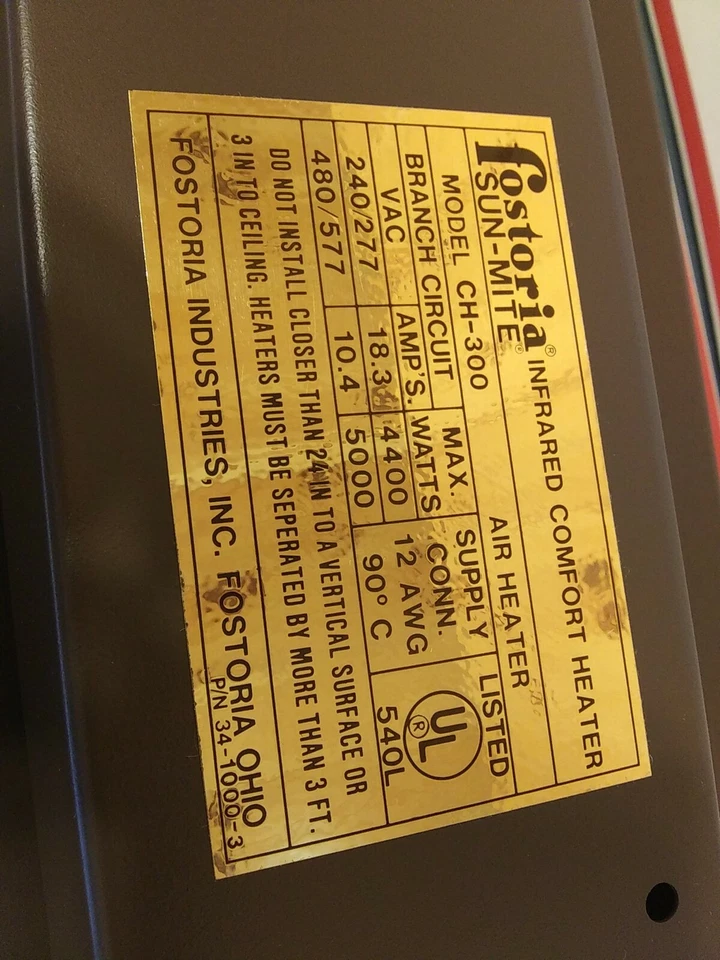 fostoria® INFRARED COMFORT HEATER
SUN-MITE® AIR HEATER
MODEL CH-300
BRANCH CIRCUIT MAX. SUPPLY LISTED
VAC AMP'S. WATTS CONN.
240/277 18.3 4400 12 AWG UL ®
480/577 10.4 5000 90° C 540L
DO NOT INSTALL CLOSER THAN 24 IN TO A VERTICAL SURFACE OR
3 IN TO CEILING. HEATERS MUST BE SEPERATED BY MORE THAN 3 FT.
FOSTORIA INDUSTRIES, INC. FOSTORIA OHIO
P/N 34-1000-3